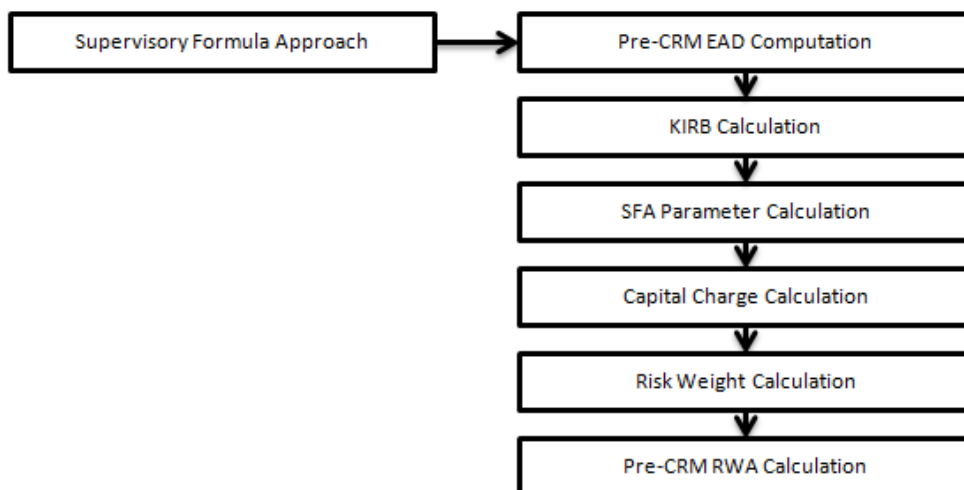 Supervisory Formula Approach
Pre-CRM EAD Computation
KIRB Calculation
SFA Parameter Calculation
Capital Charge Calculation
Risk Weight Calculation
Pre-CRM RWA Calculation